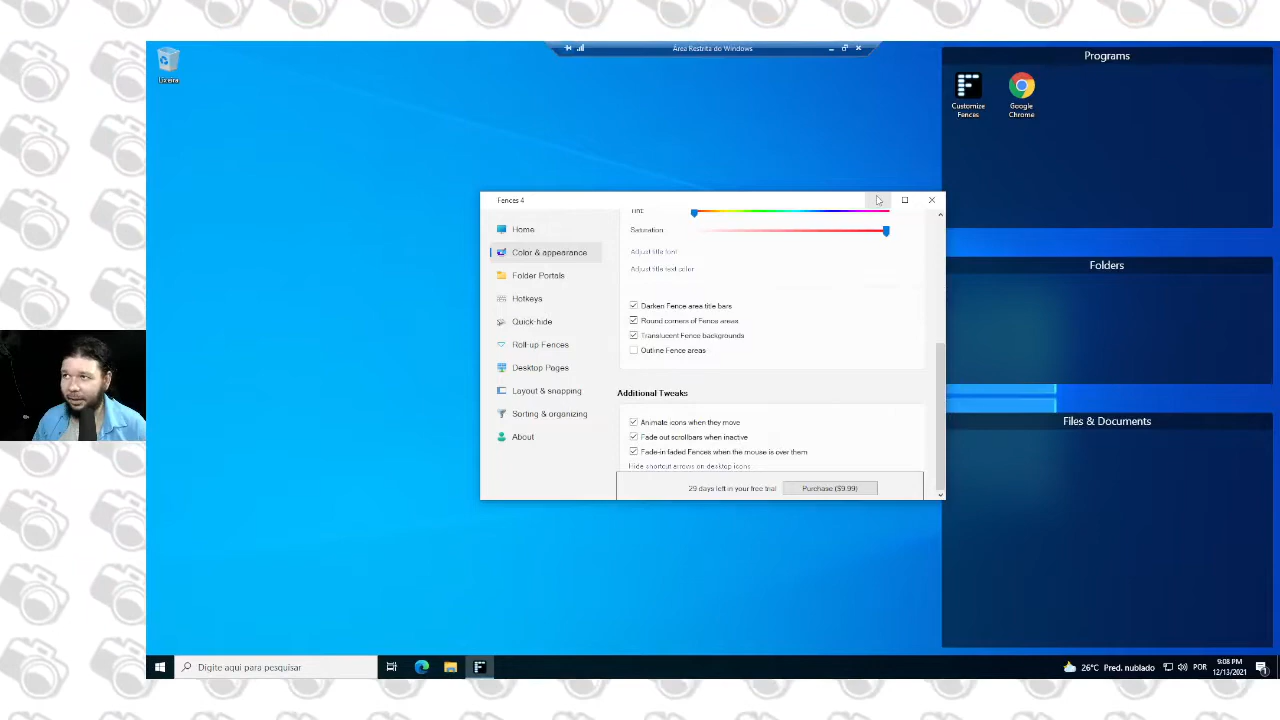 Área Restrita do Windows
Lixeira
Programs
Customize
Fences
Google
Chrome
Fences 4
Home
Color & appearance
Folder Portals
Hotkeys
Quick-hide
Roll-up Fences
Desktop Pages
Layout & snapping
Sorting & organizing
About
Tint:
Saturation
Adjust title font
Adjust title text color
Darken Fence area title bars
Round corners of Fence areas
Translucent Fence backgrounds
Outline Fence areas
Additional Tweaks
Animate icons when they move
Fade out scrollbars when inactive
Fade-in faded Fences when the mouse is over them
Hide shortcut arrows on desktop icons
29 days left in your free trial
Purchase ($9.99)
Folders
Files & Documents
Digite aqui para pesquisar
26°C Pred. nublado
POR
9:08 PM
12/13/2021